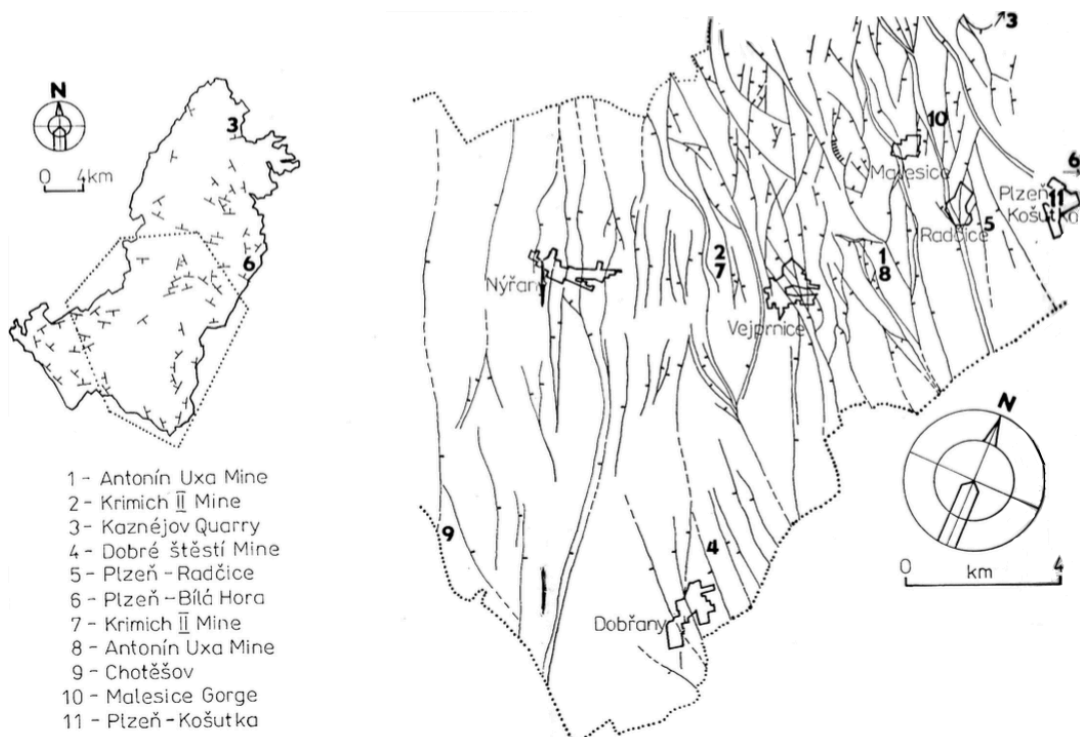 N
0 4km
3
6
1 - Antonín Uxa Mine
2 - Krimich II Mine
3 - Kaznéjov Quarry
4 - Dobré štěstí Mine
5 - Plzeň - Radčice
6 - Plzeň - Bílá Hora
7 - Krimich II Mine
8 - Antonín Uxa Mine
9 - Chotěšov
10 - Malesice Gorge
11 - Plzeň - Košutka
3
10
Malesice
6
Plzeň
11
Košutka
Radčice
5
2
7
1
8
Nýřany
Vejprnice
N
0 km 4
9
4
Dobřany